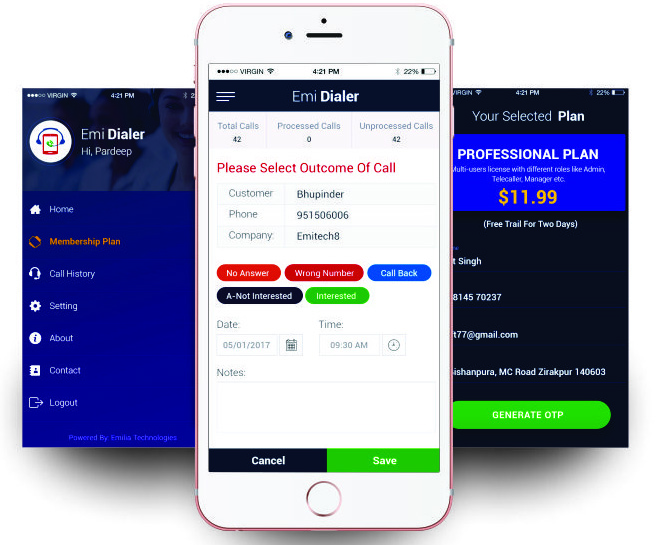 VIRGIN 4:21 PM
Emi Dialer
Hi, Pardeep
Home
Membership Plan
Call History
Setting
About
Contact
Logout
Powered By: Emilia Technologies
VIRGIN 4:21 PM 22%
Emi Dialer
Total Calls Processed Calls Unprocessed Calls
42 0 42
Please Select Outcome Of Call
Customer Bhupinder
Phone 951506006
Company: Emitech8
No Answer Wrong Number Call Back
A-Not Interested Interested
Date: Time:
05/01/2017 09:30 AM
Notes:
Cancel Save
4:21 PM 22%
Your Selected Plan
PROFESSIONAL PLAN
Multi-users license with different roles like Admin,
Telecaller, Manager etc.
$11.99
(Free Trail For Two Days)
t Singh
8145 70237
t77@gmail.com
ishanpura, MC Road Zirakpur 140603
GENERATE OTP